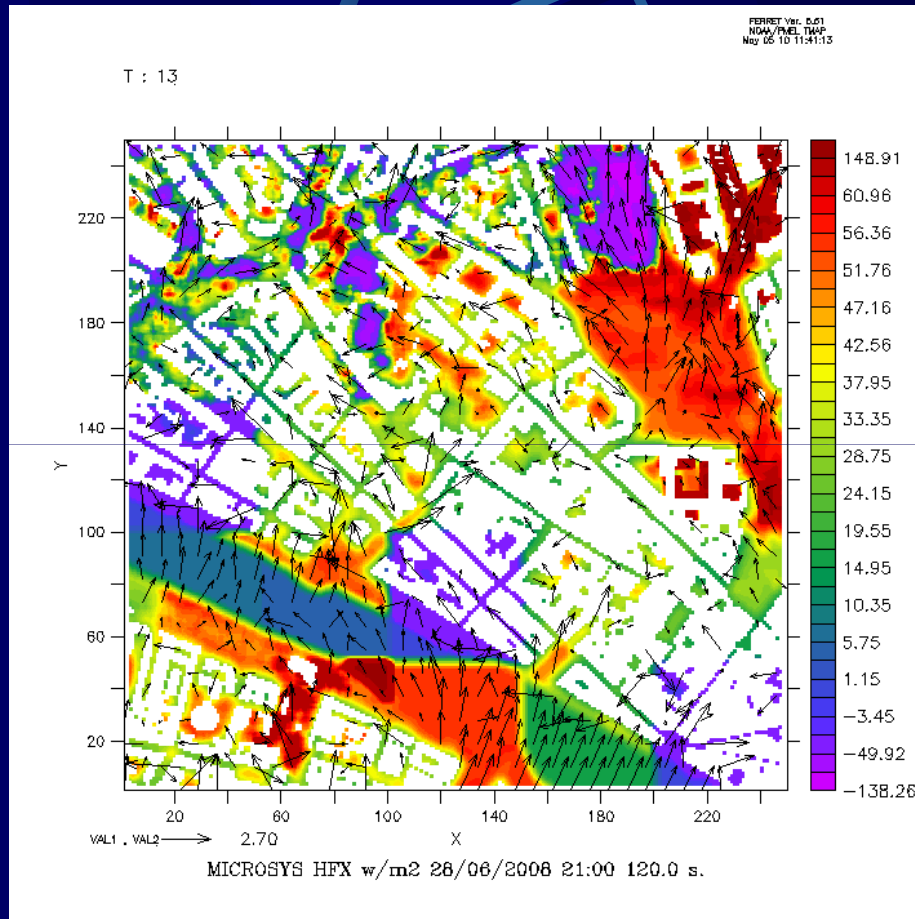 FERRET Ver. 6.61
NOAA/PMEL TMAP
May 05 10 11:41:13
T : 13
148.91
60.96
56.36
51.76
47.16
42.56
37.95
33.35
28.75
24.15
19.55
14.95
10.35
5.75
1.15
−3.45
−49.92
−138.26
220
180
140
100
60
20
Y
20 60 100 140 180 220
X
VAL1 , VAL2 2.70
MICROSYS HFX w/m2 28/06/2008 21:00 120.0 s.